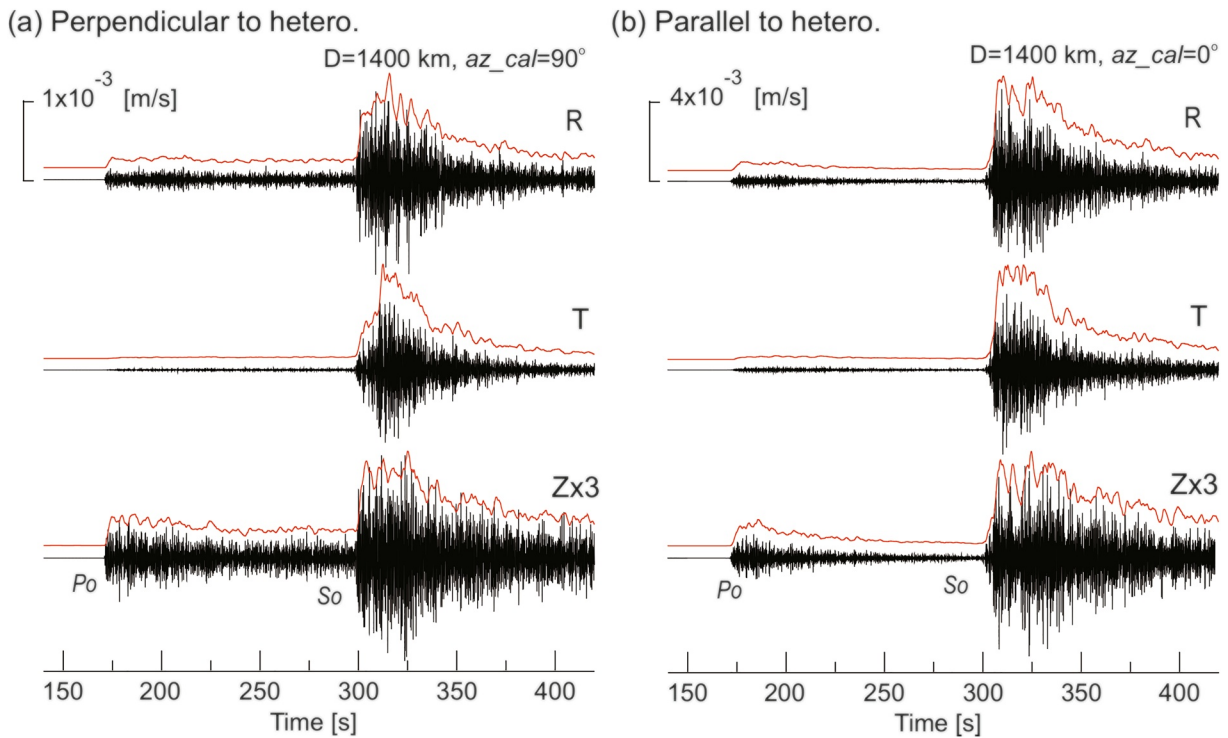 (a) Perpendicular to hetero.
D=1400 km, az_cal=90°
1x10⁻³ [m/s]
R
T
Zx3
Po
So
150 200 250 300 350 400
Time [s]
(b) Parallel to hetero.
D=1400 km, az_cal=0°
4x10⁻³ [m/s]
R
T
Zx3
Po
So
150 200 250 300 350 400
Time [s]